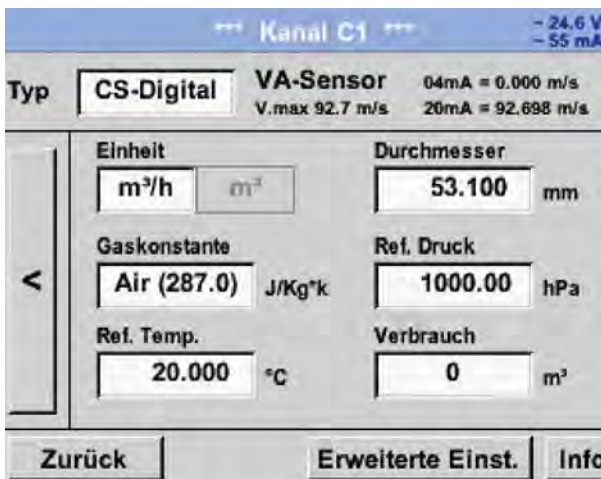 *** Kanal C1 ***
~ 24.6 V
~ 55 mA
Typ CS-Digital VA-Sensor 04mA = 0.000 m/s
V.max 92.7 m/s 20mA = 92.698 m/s
Einheit Durchmesser
m³/h m³ 53.100 mm
Gaskonstante Ref. Druck
< Air (287.0) J/Kg*k 1000.00 hPa
Ref. Temp. Verbrauch
20.000 °C 0 m³
Zurück Erweiterte Einst. Info